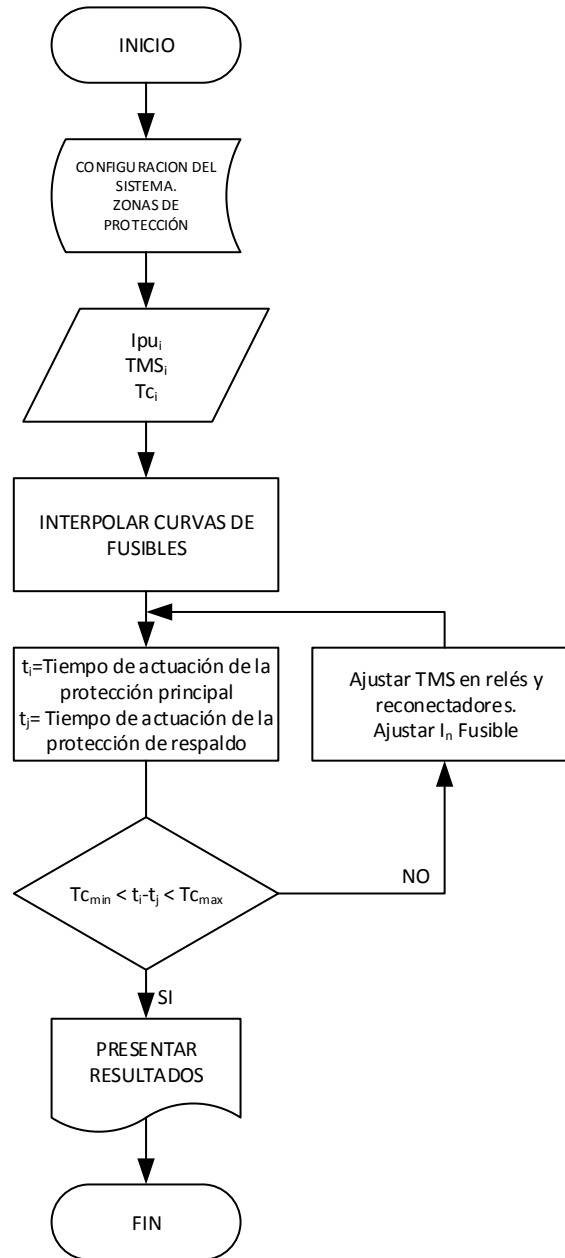 INICIO
CONFIGURACION DEL
SISTEMA.
ZONAS DE
PROTECCIÓN
Ipuᵢ
TMSᵢ
Tcᵢ
INTERPOLAR CURVAS DE
FUSIBLES
tᵢ=Tiempo de actuación de la
protección principal
tⱼ= Tiempo de actuación de la
protección de respaldo
Ajustar TMS en relés y
reconectadores.
Ajustar Iₙ Fusible
Tcmin < tᵢ-tⱼ < Tcmax
NO
SI
PRESENTAR
RESULTADOS
FIN